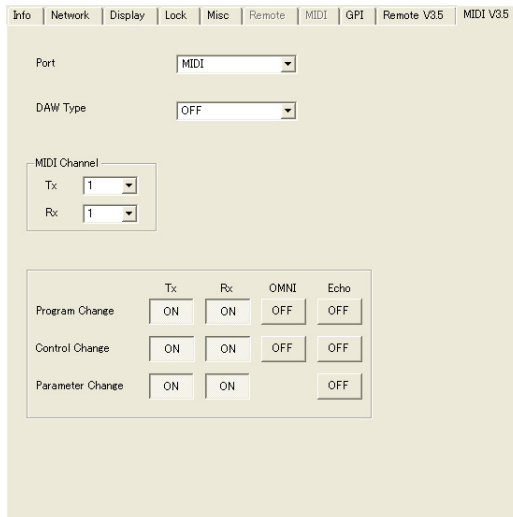 Info Network Display Lock Misc Remote MIDI GPI Remote V3.5 MIDI V3.5
Port MIDI
DAW Type OFF
MIDI Channel
Tx 1
Rx 1
Tx Rx OMNI Echo
Program Change ON ON OFF OFF
Control Change ON ON OFF OFF
Parameter Change ON ON OFF